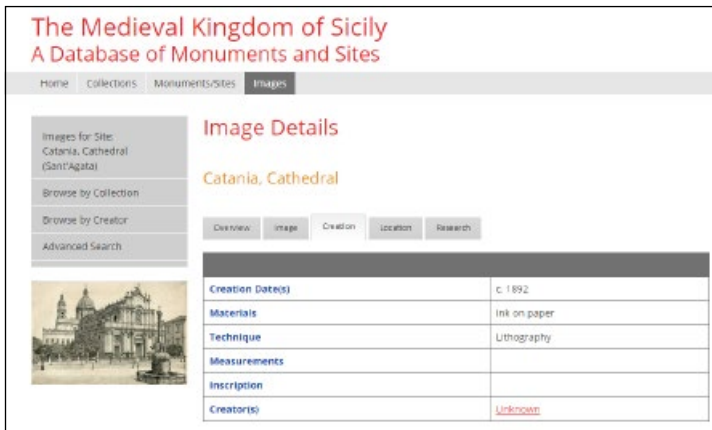 The Medieval Kingdom of Sicily
A Database of Monuments and Sites
Home Collections Monuments/Sites Images
Images for Site:
Catania, Cathedral
(Sant'Agata)
Browse by Collection
Browse by Creator
Advanced Search
Image Details
Catania, Cathedral
Overview Image Creation Location Research
Creation Date(s) c. 1892
Materials Ink on paper
Technique Lithography
Measurements
Inscription
Creator(s) Unknown